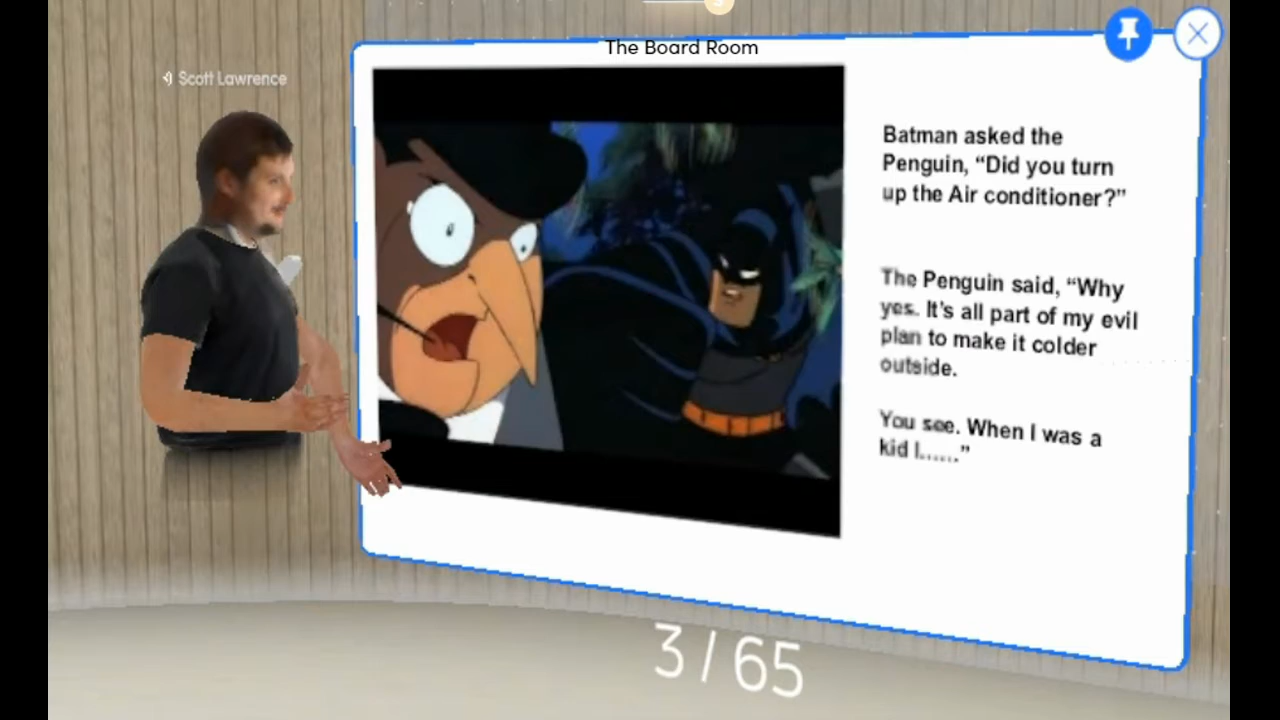 The Board Room
Scott Lawrence
Batman asked the
Penguin, “Did you turn
up the Air conditioner?”
The Penguin said, “Why
yes. It’s all part of my evil
plan to make it colder
outside.
You see. When I was a
kid I......”
3 / 65